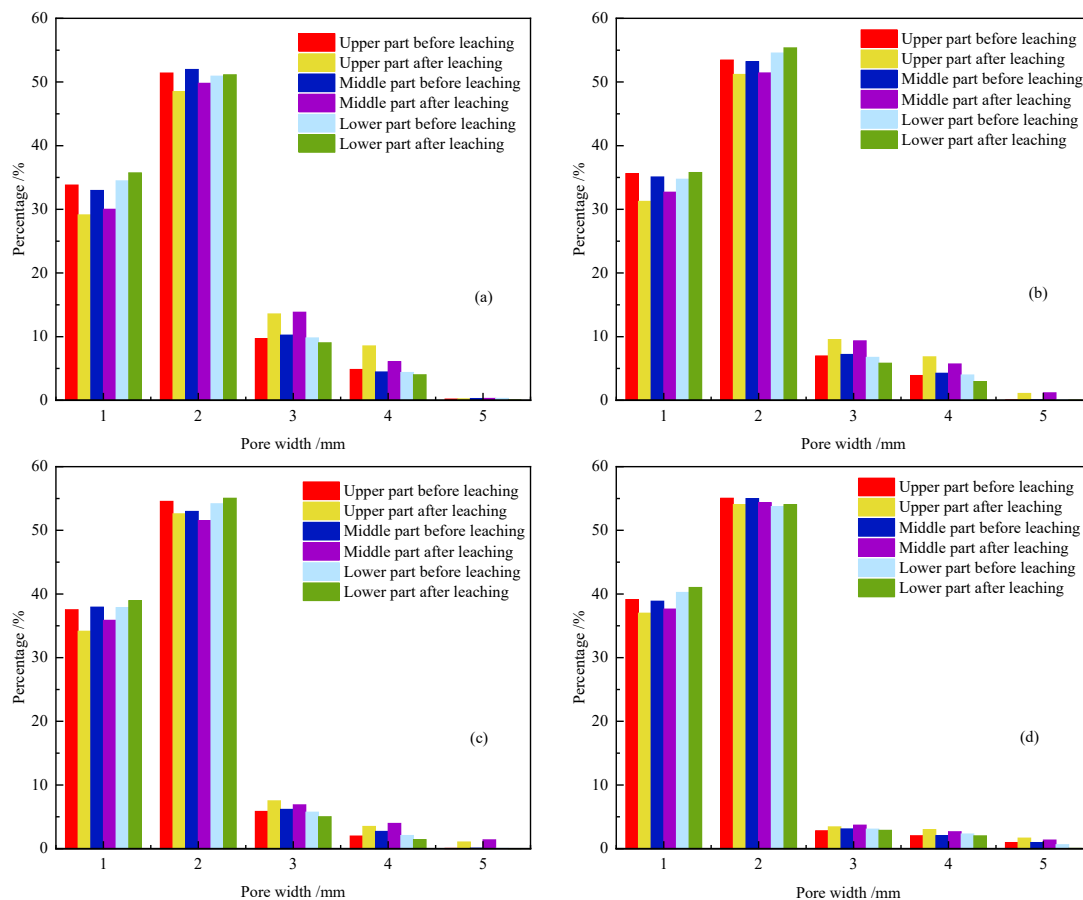 60
50
40
30
20
10
0
Percentage /%
Upper part before leaching
Upper part after leaching
Middle part before leaching
Middle part after leaching
Lower part before leaching
Lower part after leaching
(a)
1 2 3 4 5
Pore width /mm
60
50
40
30
20
10
0
Percentage /%
Upper part before leaching
Upper part after leaching
Middle part before leaching
Middle part after leaching
Lower part before leaching
Lower part after leaching
(b)
1 2 3 4 5
Pore width /mm
60
50
40
30
20
10
0
Percentage /%
Upper part before leaching
Upper part after leaching
Middle part before leaching
Middle part after leaching
Lower part before leaching
Lower part after leaching
(c)
1 2 3 4 5
Pore width /mm
60
50
40
30
20
10
0
Percentage /%
Upper part before leaching
Upper part after leaching
Middle part before leaching
Middle part after leaching
Lower part before leaching
Lower part after leaching
(d)
1 2 3 4 5
Pore width /mm